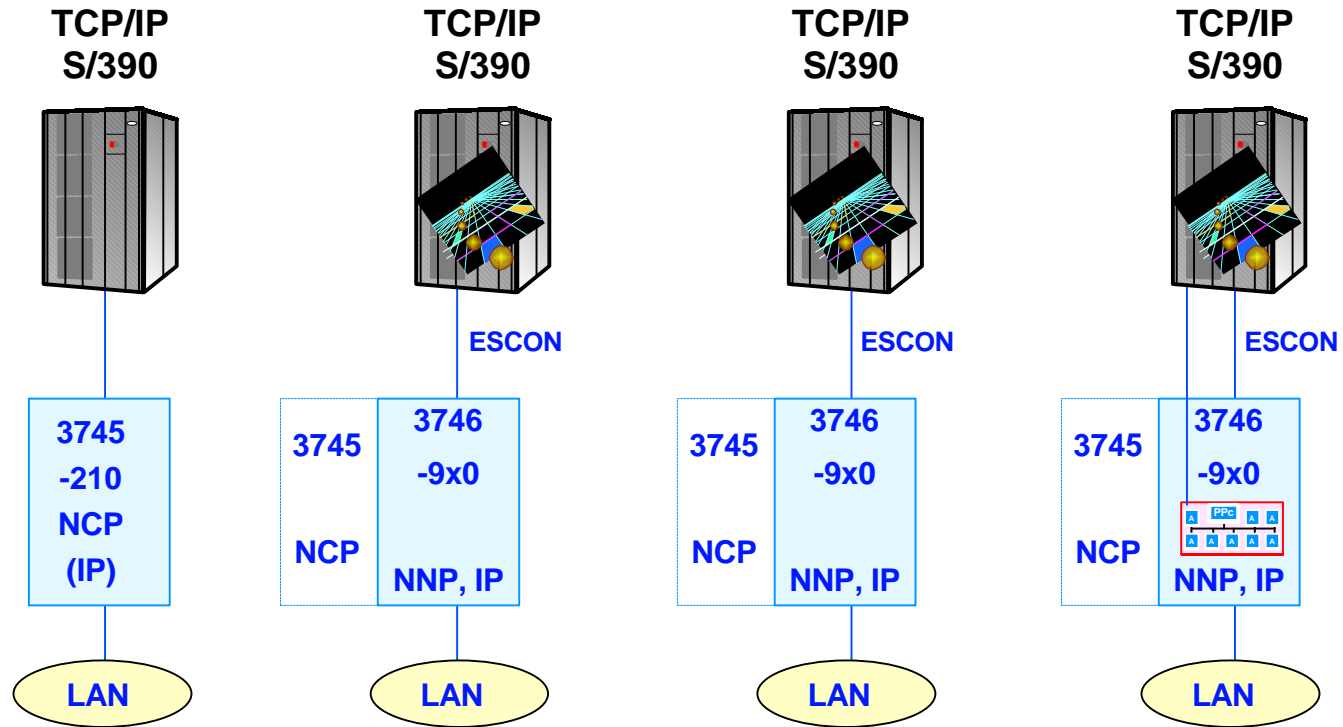 TCP/IP
S/390
TCP/IP
S/390
TCP/IP
S/390
TCP/IP
S/390
ESCON
ESCON
ESCON
3745
-210
NCP
(IP)
3745
NCP
3746
-9x0
NNP, IP
3745
NCP
3746
-9x0
NNP, IP
3745
NCP
3746
-9x0
A
PPc
A
A
A
A
A
A
A
NNP, IP
LAN
LAN
LAN
LAN